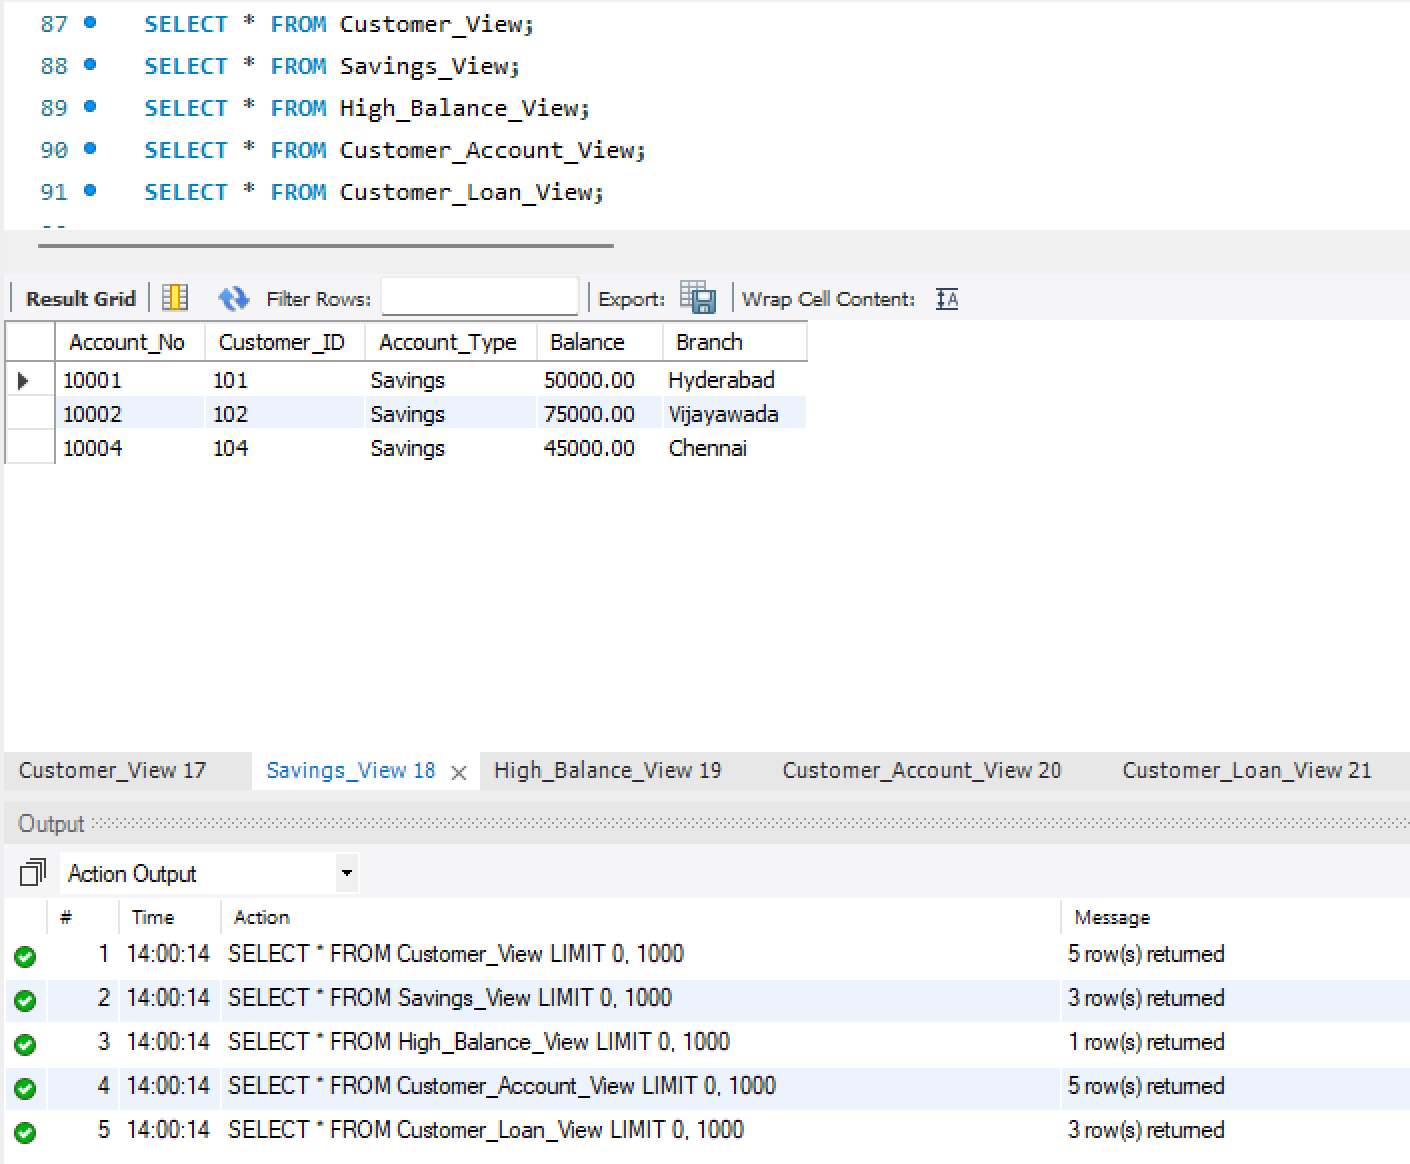 87 SELECT * FROM Customer_View;
88 SELECT * FROM Savings_View;
89 SELECT * FROM High_Balance_View;
90 SELECT * FROM Customer_Account_View;
91 SELECT * FROM Customer_Loan_View;
Result Grid Filter Rows: Export: Wrap Cell Content: IA
Account_No Customer_ID Account_Type Balance Branch
10001 101 Savings 50000.00 Hyderabad
10002 102 Savings 75000.00 Vijayawada
10004 104 Savings 45000.00 Chennai
Customer_View 17 Savings_View 18 High_Balance_View 19 Customer_Account_View 20 Customer_Loan_View 21
Output
Action Output
# Time Action Message
1 14:00:14 SELECT * FROM Customer_View LIMIT 0, 1000 5 row(s) returned
2 14:00:14 SELECT * FROM Savings_View LIMIT 0, 1000 3 row(s) returned
3 14:00:14 SELECT * FROM High_Balance_View LIMIT 0, 1000 1 row(s) returned
4 14:00:14 SELECT * FROM Customer_Account_View LIMIT 0, 1000 5 row(s) returned
5 14:00:14 SELECT * FROM Customer_Loan_View LIMIT 0, 1000 3 row(s) returned